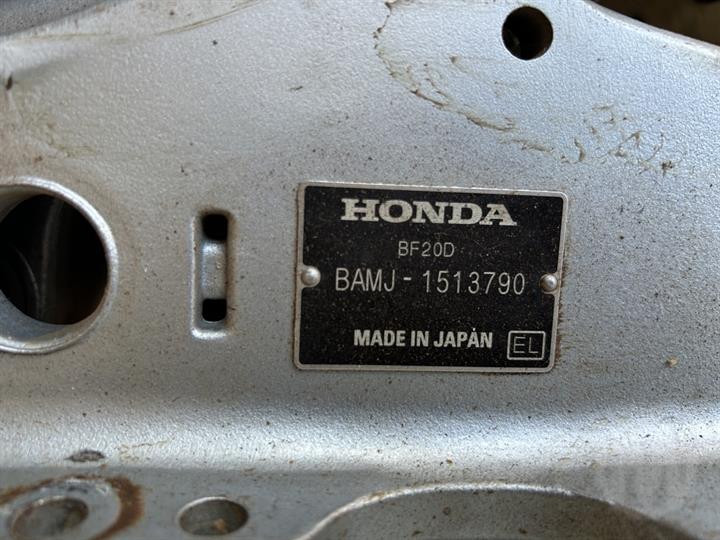 HONDA
BF20D
BAMJ - 1513790
MADE IN JAPAN EL